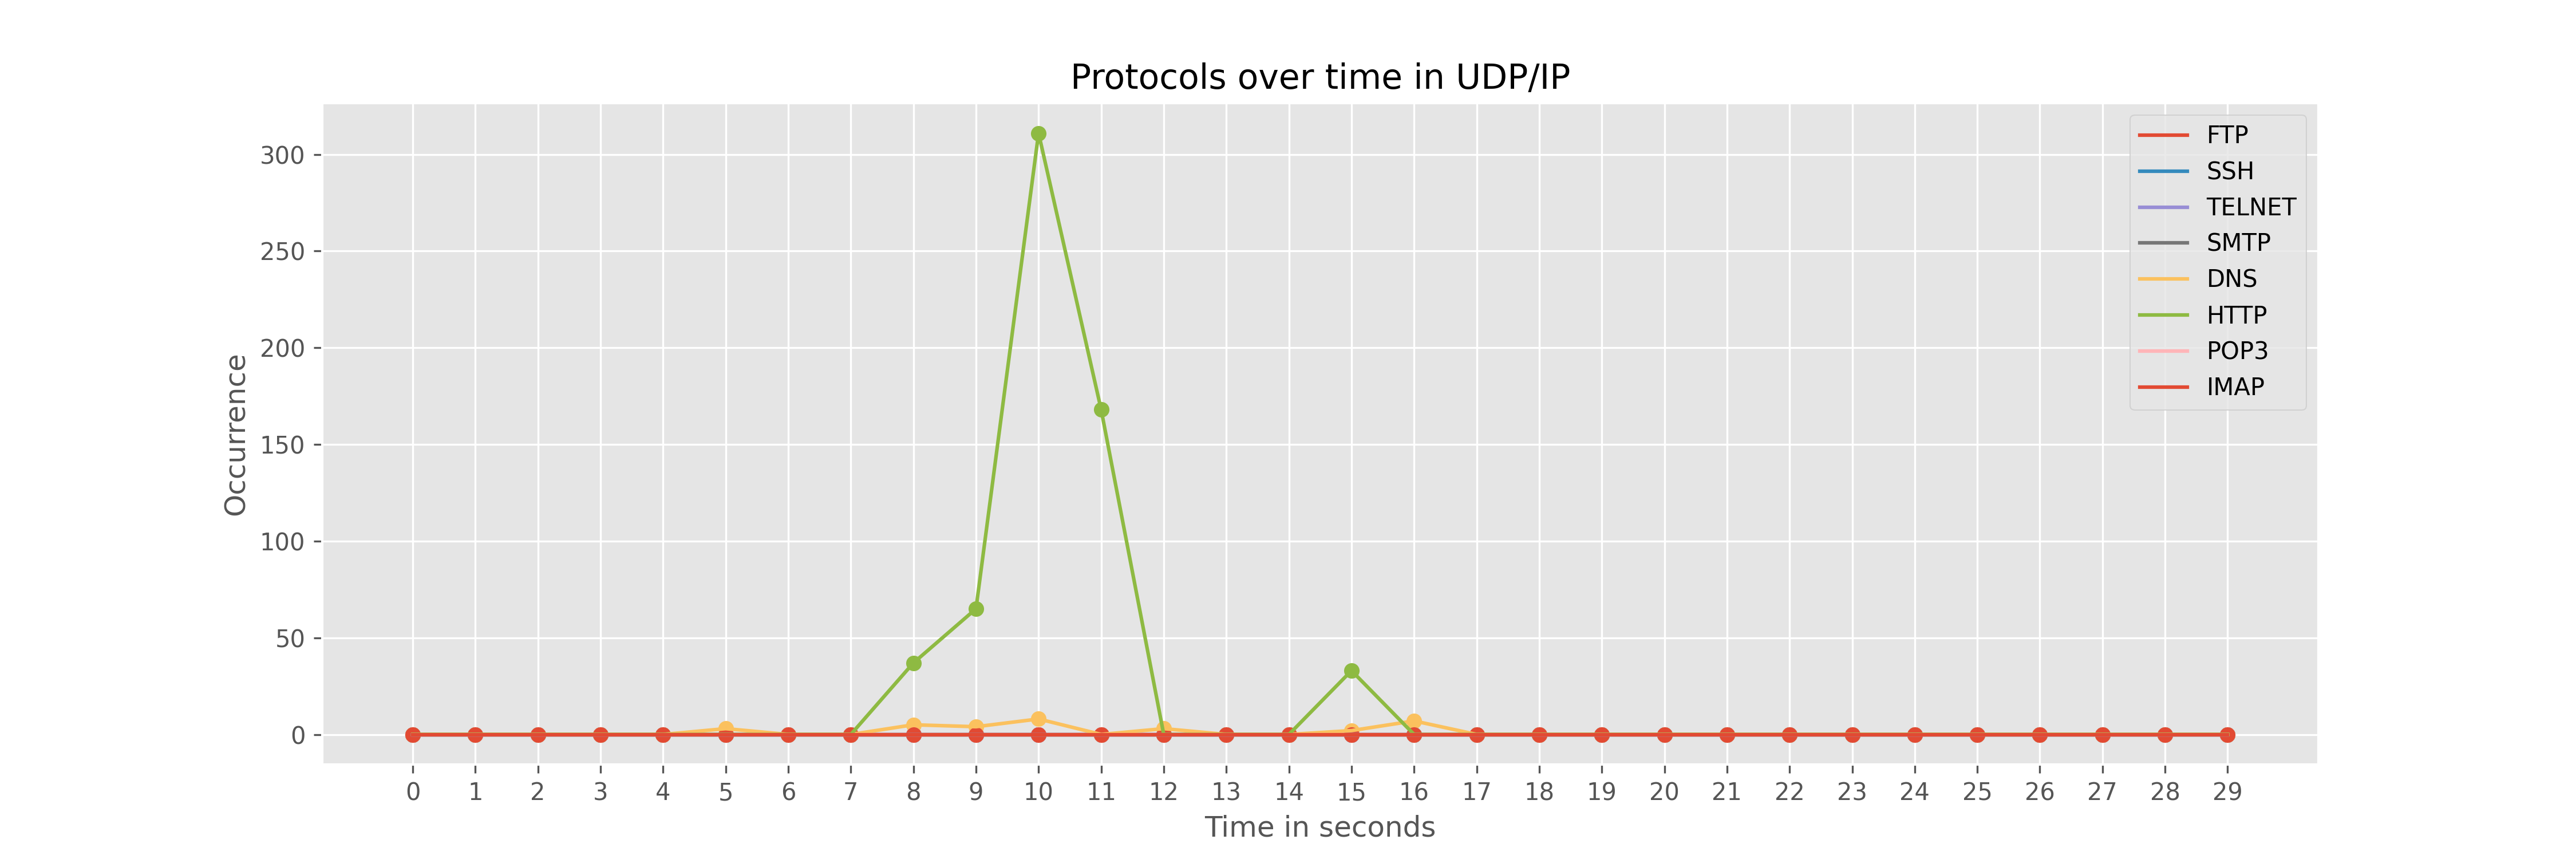 Protocols over time in UDP/IP
Occurrence
300
250
200
150
100
50
0
FTP
SSH
TELNET
SMTP
DNS
HTTP
POP3
IMAP
0 1 2 3 4 5 6 7 8 9 10 11 12 13 14 15 16 17 18 19 20 21 22 23 24 25 26 27 28 29
Time in seconds